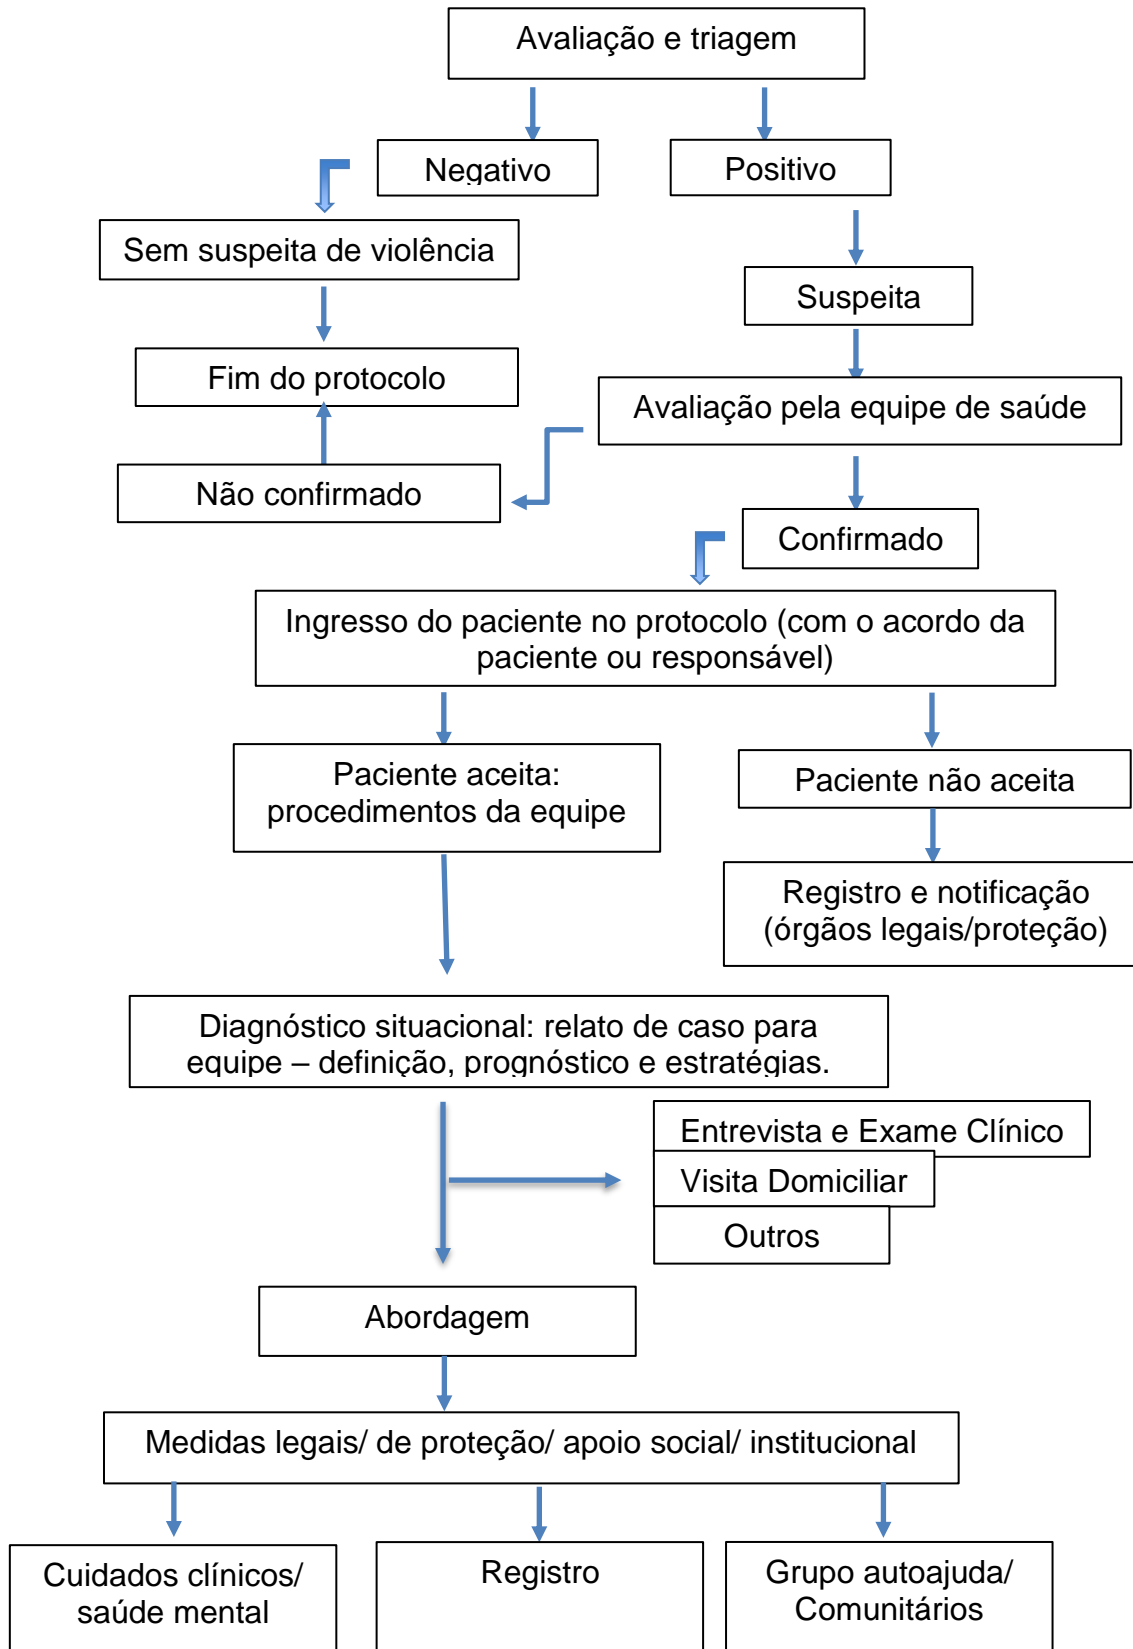 Avaliação e triagem
Negativo
Positivo
Sem suspeita de violência
Suspeita
Fim do protocolo
Avaliação pela equipe de saúde
Não confirmado
Confirmado
Ingresso do paciente no protocolo (com o acordo da
paciente ou responsável)
Paciente aceita:
procedimentos da equipe
Paciente não aceita
Registro e notificação
(órgãos legais/proteção)
Diagnóstico situacional: relato de caso para
equipe – definição, prognóstico e estratégias.
Entrevista e Exame Clínico
Visita Domiciliar
Outros
Abordagem
Medidas legais/ de proteção/ apoio social/ institucional
Cuidados clínicos/
saúde mental
Registro
Grupo autoajuda/
Comunitários